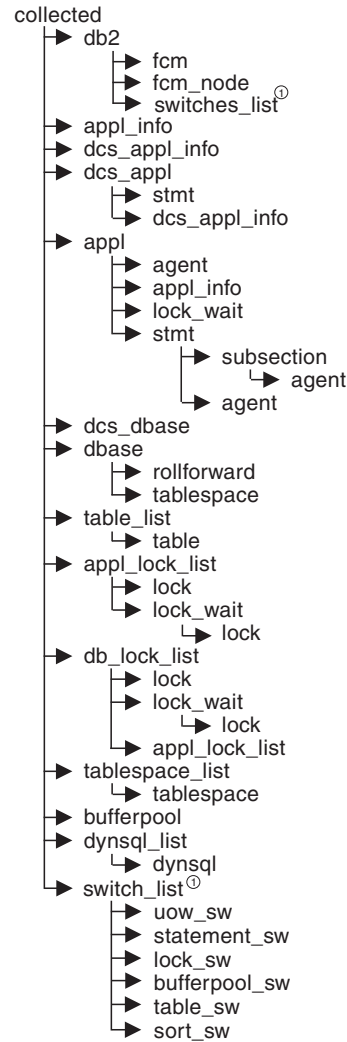 collected
db2
fcm
fcm_node
switches_list①
appl_info
dcs_appl_info
dcs_appl
stmt
dcs_appl_info
appl
agent
appl_info
lock_wait
stmt
subsection
agent
agent
dcs_dbase
dbase
rollforward
tablespace
table_list
table
appl_lock_list
lock
lock_wait
lock
db_lock_list
lock
lock_wait
lock
appl_lock_list
tablespace_list
tablespace
bufferpool
dynsql_list
dynsql
switch_list①
uow_sw
statement_sw
lock_sw
bufferpool_sw
table_sw
sort_sw